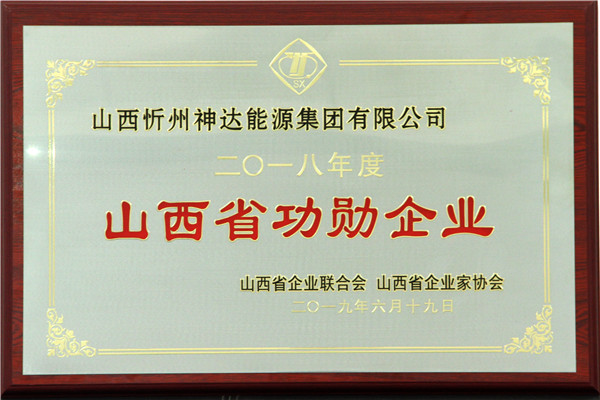 SX
山西忻州神达能源集团有限公司
二〇一八年度
山西省功勋企业
山西省企业联合会 山西省企业家协会
二〇一九年六月十九日